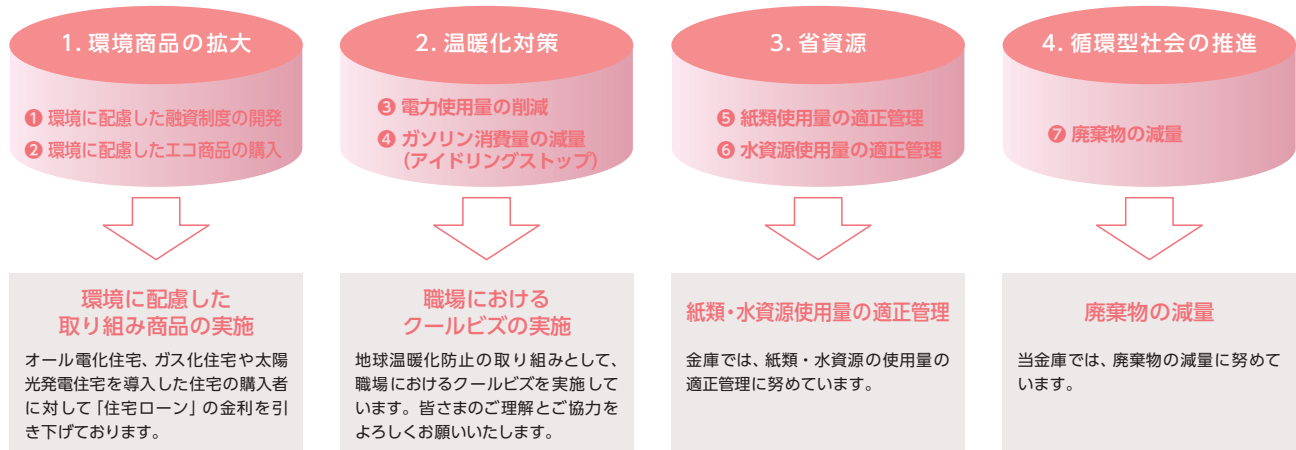 1. 環境商品の拡大
❶ 環境に配慮した融資制度の開発
❷ 環境に配慮したエコ商品の購入
環境に配慮した
取り組み商品の実施
オール電化住宅、ガス化住宅や太陽
光発電住宅を導入した住宅の購入者
に対して「住宅ローン」の金利を引
き下げております。
2. 温暖化対策
❸ 電力使用量の削減
❹ ガソリン消費量の減量
(アイドリングストップ)
職場における
クールビズの実施
地球温暖化防止の取り組みとして、
職場におけるクールビズを実施して
います。皆さまのご理解とご協力を
よろしくお願いいたします。
3. 省資源
❺ 紙類使用量の適正管理
❻ 水資源使用量の適正管理
紙類・水資源使用量の適正管理
金庫では、紙類・水資源の使用量の
適正管理に努めています。
4. 循環型社会の推進
❼ 廃棄物の減量
廃棄物の減量
当金庫では、廃棄物の減量に努めて
います。